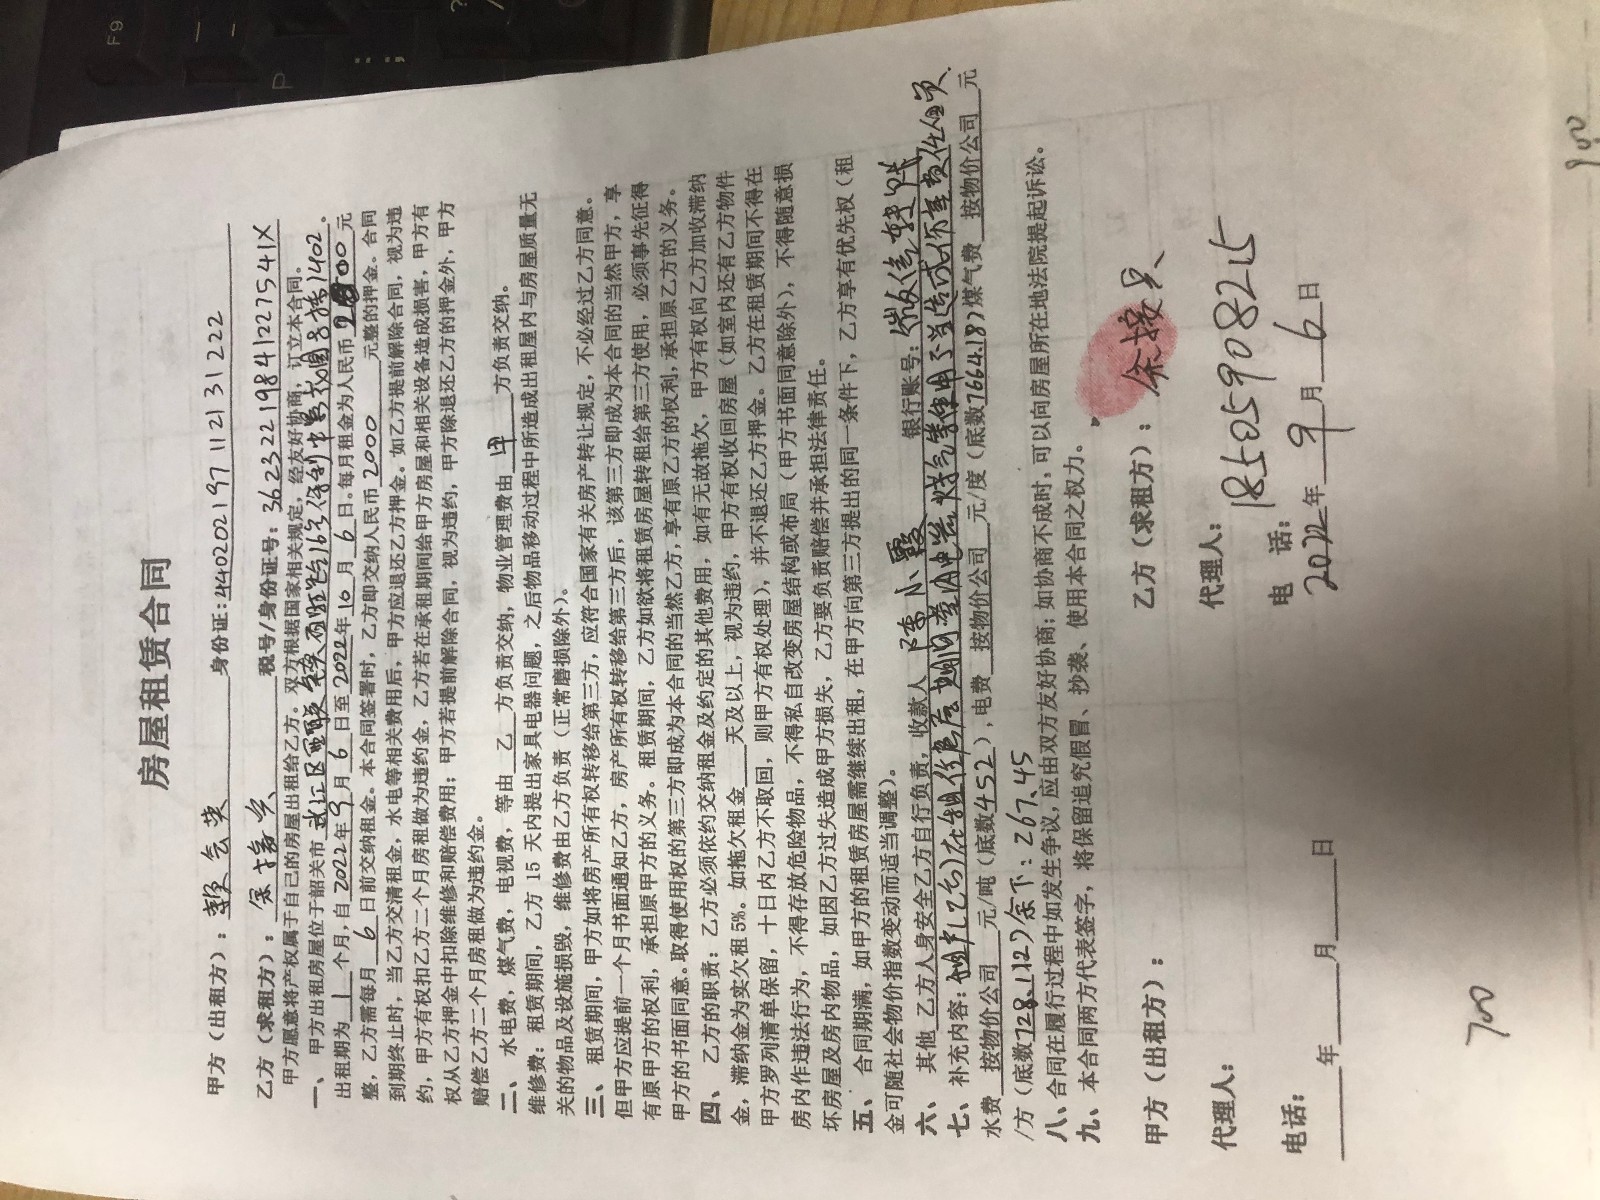 房屋租赁合同
甲方（出租方）： 身份证:440202197112131222
乙方（求租方）： 税号/身份证号:36232219841227541X
甲方愿意将产权属于自己的房屋出租给乙方。双方根据国家相关规定，经友好协商，订立本合同。
一、 甲方出租房屋位于韶关市武江区 1402.
出租期为 1 个月,自2022年9月6日至2022年10月6日。每月租金为人民币 元
整，乙方需每月 6 日前交纳租金。本合同签署时，乙方即交纳人民币 2000 元整的押金。合同
到期终止时，当乙方交清租金，水电等相关费用后，甲方应退还乙方押金。如乙方提前解除合同，视为违
约，甲方有权扣乙方二个月房租做为违约金，乙方若在承租期间给甲方房屋和相关设备造成损害，甲方有
权从乙方押金中扣除维修和赔偿费用；甲方若提前解除合同，视为违约，甲方除退还乙方的押金外，甲方
赔偿乙方二个月房租做为违约金。
二、 水电费，煤气费，电视费，等由 乙 方负责交纳，物业管理费由 甲 方负责交纳。
维修费：租赁期间，乙方 15 天内提出家具电器问题，之后物品移动过程中所造成出租屋内与房屋质量无
关的物品及设施损毁，维修费由乙方负责（正常磨损除外）。
三、 租赁期间，甲方如将房产所有权转移给第三方，应符合国家有关房产转让规定，不必经过乙方同意。
但甲方应提前一个月书面通知乙方，房产所有权转移给第三方后，该第三方即成为本合同的当然甲方，享
有原甲方的权利，承担原甲方的义务。租赁期间，乙方如欲将租赁房屋转租给第三方使用，必须事先征得
甲方的书面同意。取得使用权的第三方即成为本合同的当然乙方，享有原乙方的权利，承担原乙方的义务。
四、 乙方的职责：乙方必须依约交纳租金及约定的其他费用，如有无故拖欠，甲方有权向乙方加收滞纳
金，滞纳金为实欠租 5%。如拖欠租金 天及以上，视为违约，甲方有权收回房屋（如室内还有乙方物件
甲方罗列清单保留，十日内乙方不取回，则甲方有权处理），并不退还乙方押金。乙方在租赁期间不得在
房内作违法行为，不得存放危险物品，不得私自改变房屋结构或布局（甲方书面同意除外），不得随意损
坏房屋及房内物品，如因乙方过失造成甲方损失，乙方要负责赔偿并承担法律责任。
五、 合同期满，如甲方的租赁房屋需继续出租，在甲方向第三方提出的同一条件下，乙方享有优先权（租
金可随社会物价指数变动而适当调整）。
六、 其他 乙方人身安全乙方自行负责，收款人 陈小霞 银行账号：微信转账
七、 补充内容：
水费 按物价公司 元/吨（底数452），电费 按物价公司 元/度（底数7664.18）煤气费 按物价公司 元
/方（底数728.112）余下：267.45
八、合同在履行过程中如发生争议，应由双方友好协商；如协商不成时，可以向房屋所在地法院提起诉讼。
九、本合同两方代表签字，将保留追究假冒、抄袭、使用本合同之权力。
甲方（出租方）： 乙方（求租方）：
代理人： 代理人：
电话： 电 话：18505908215
年 月 日 2022年9月6日
700